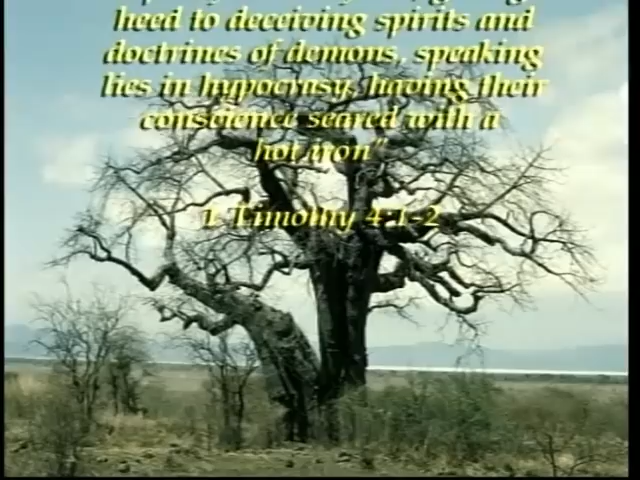 heed to deceiving spirits and
doctrines of demons, speaking
lies in hypocrasy, having their
conscience seared with a
hot iron"
1 Timothy 4:1-2